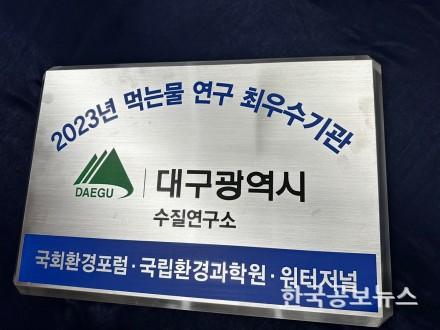 2023년 먹는물 연구 최우수기관
DAEGU
대구광역시
수질연구소
국회환경포럼·국립환경과학원·워터저널
한국공보뉴스